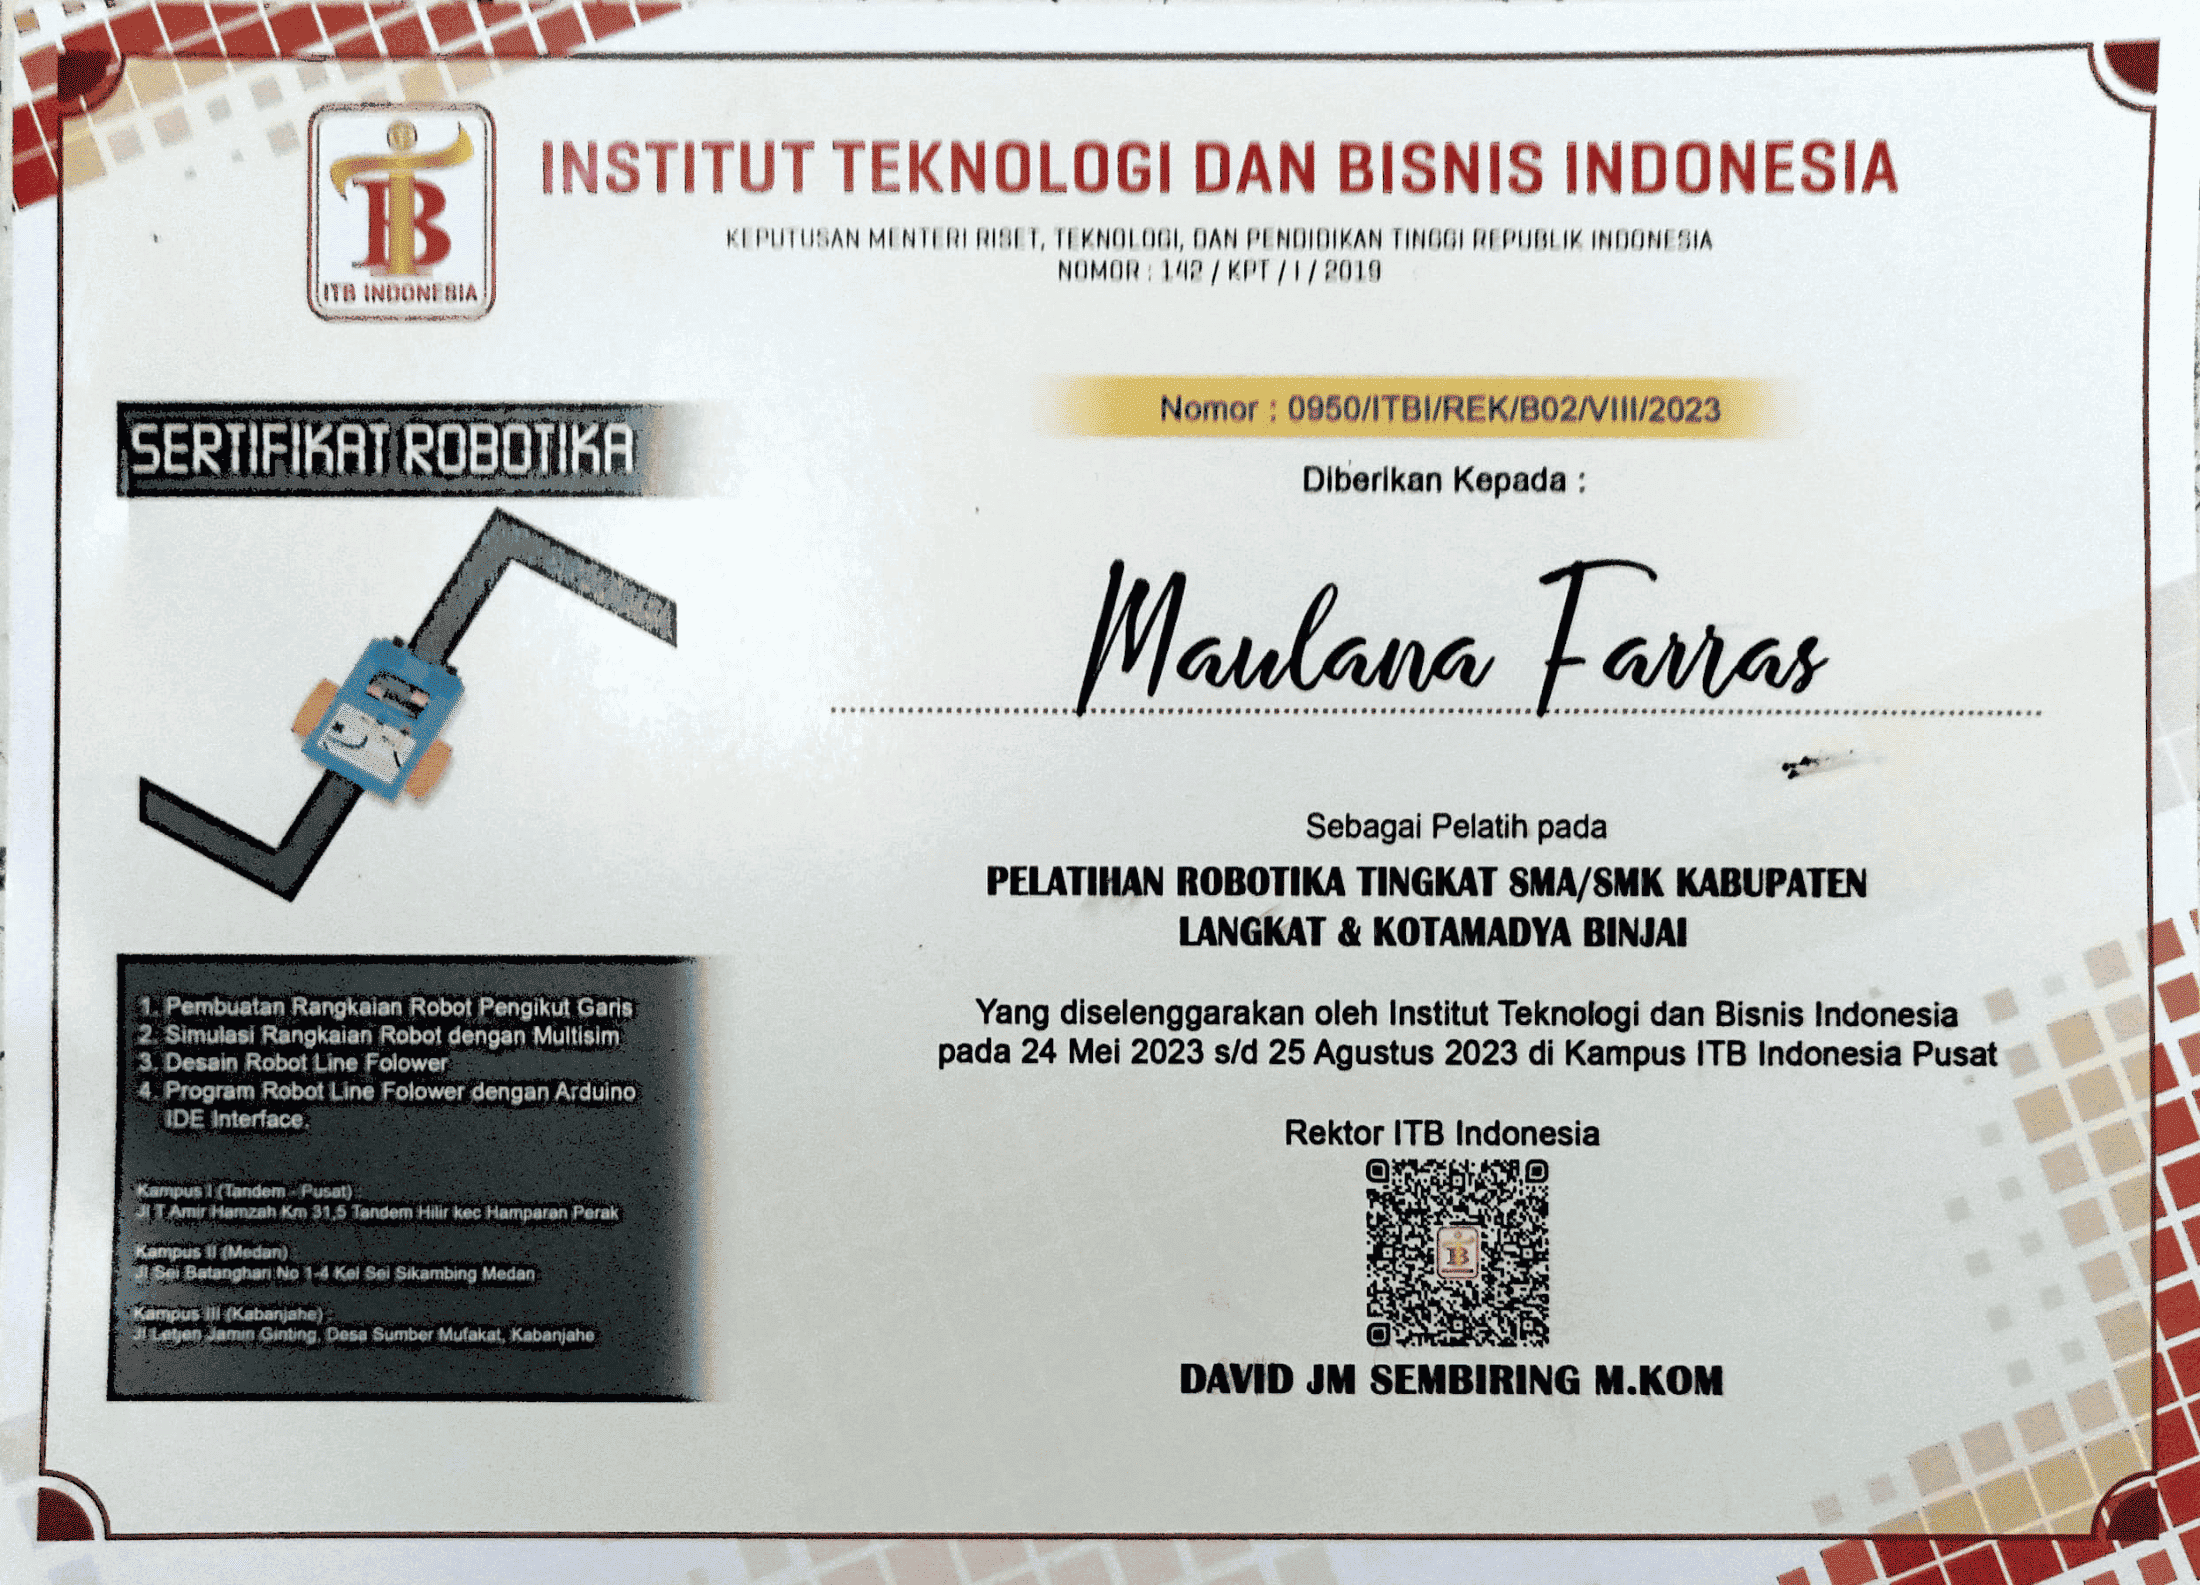 INSTITUT TEKNOLOGI DAN BISNIS INDONESIA
KEPUTUSAN MENTERI RISET, TEKNOLOGI, DAN PENDIDIKAN TINGGI REPUBLIK INDONESIA
NOMOR : 142 / KPT / I / 2019
ITB INDONESIA
SERTIFIKAT ROBOTIKA
Nomor : 0950/ITBI/REK/B02/VIII/2023
Diberikan Kepada :
Maulana Farras
Sebagai Pelatih pada
PELATIHAN ROBOTIKA TINGKAT SMA/SMK KABUPATEN
LANGKAT & KOTAMADYA BINJAI
Yang diselenggarakan oleh Institut Teknologi dan Bisnis Indonesia
pada 24 Mei 2023 s/d 25 Agustus 2023 di Kampus ITB Indonesia Pusat
Rektor ITB Indonesia
DAVID JM SEMBIRING M.KOM
1. Pembuatan Rangkaian Robot Pengikut Garis
2. Simulasi Rangkaian Robot dengan Multisim
3. Desain Robot Line Folower
4. Program Robot Line Folower dengan Arduino
IDE Interface.
Kampus I (Tandem - Pusat) :
Jl T.Amir Hamzah Km 31,5 Tandem Hilir kec Hamparan Perak
Kampus II (Medan) :
Jl Sei Batanghari No 1-4 Kel Sei Sikambing Medan
Kampus III (Kabanjahe) :
Jl Letjen Jamin Ginting, Desa Sumber Mufakat, Kabanjahe